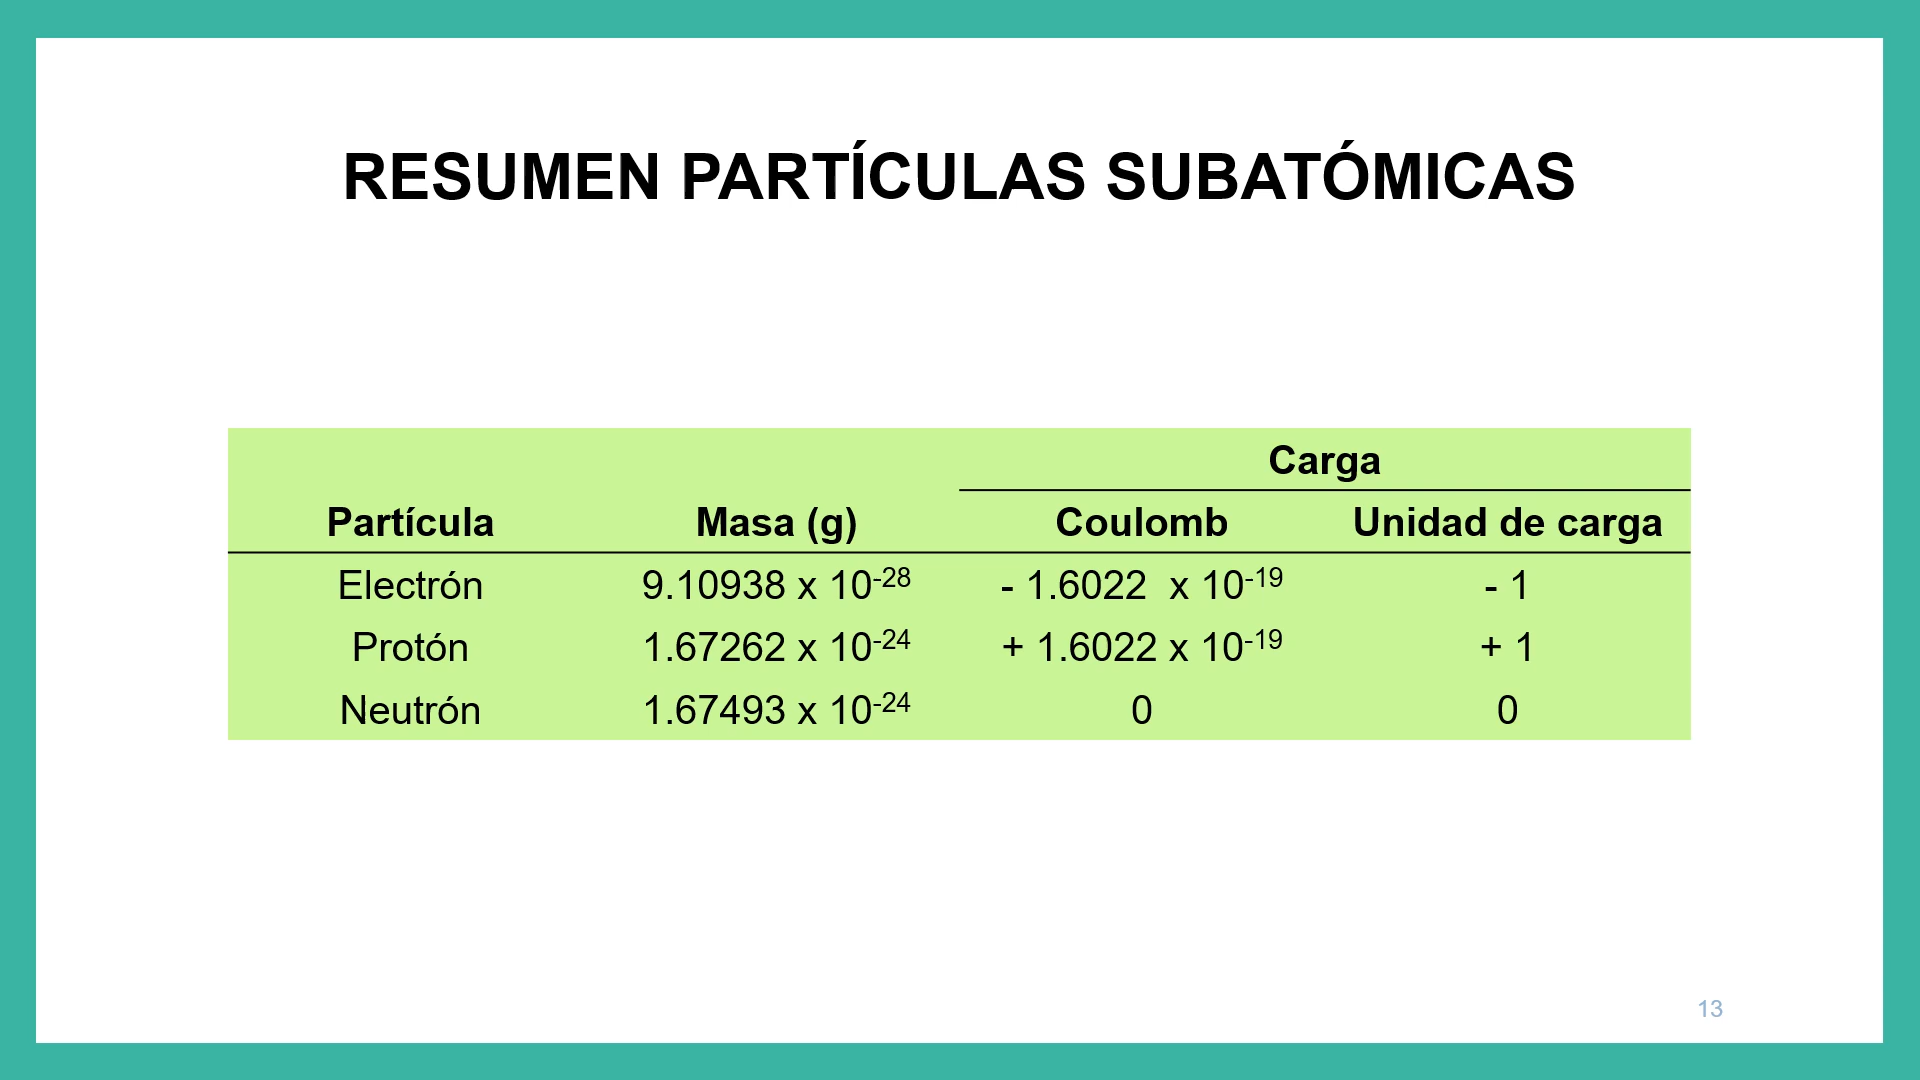 RESUMEN PARTÍCULAS SUBATÓMICAS
Carga
Partícula Masa (g) Coulomb Unidad de carga
Electrón 9.10938 x 10⁻²⁸ - 1.6022 x 10⁻¹⁹ - 1
Protón 1.67262 x 10⁻²⁴ + 1.6022 x 10⁻¹⁹ + 1
Neutrón 1.67493 x 10⁻²⁴ 0 0
13